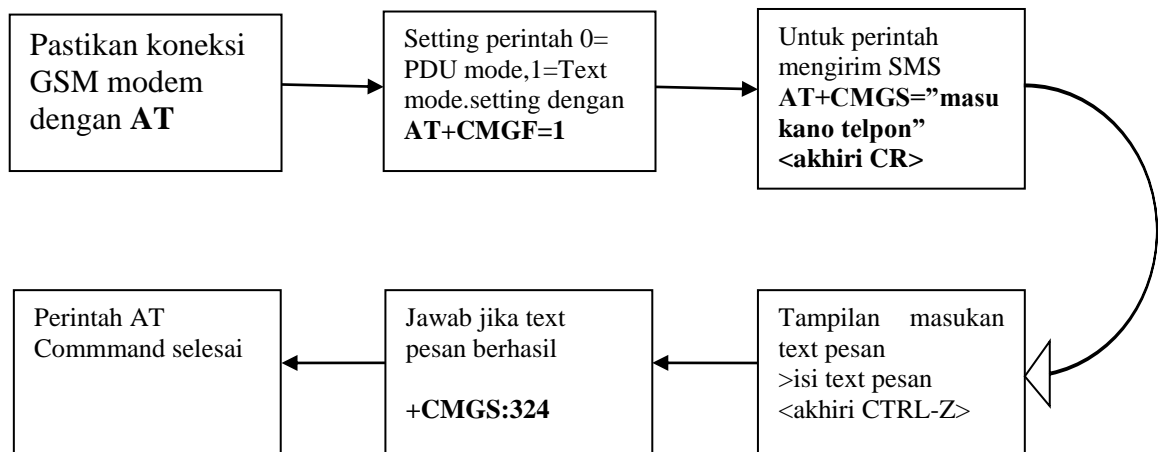 Pastikan koneksi
GSM modem
dengan AT
Setting perintah 0=
PDU mode,1=Text
mode.setting dengan
AT+CMGF=1
Untuk perintah
mengirim SMS
AT+CMGS=”masu
kano telpon”
<akhiri CR>
Tampilan masukan
text pesan
>isi text pesan
<akhiri CTRL-Z>
Jawab jika text
pesan berhasil
+CMGS:324
Perintah AT
Commmand selesai